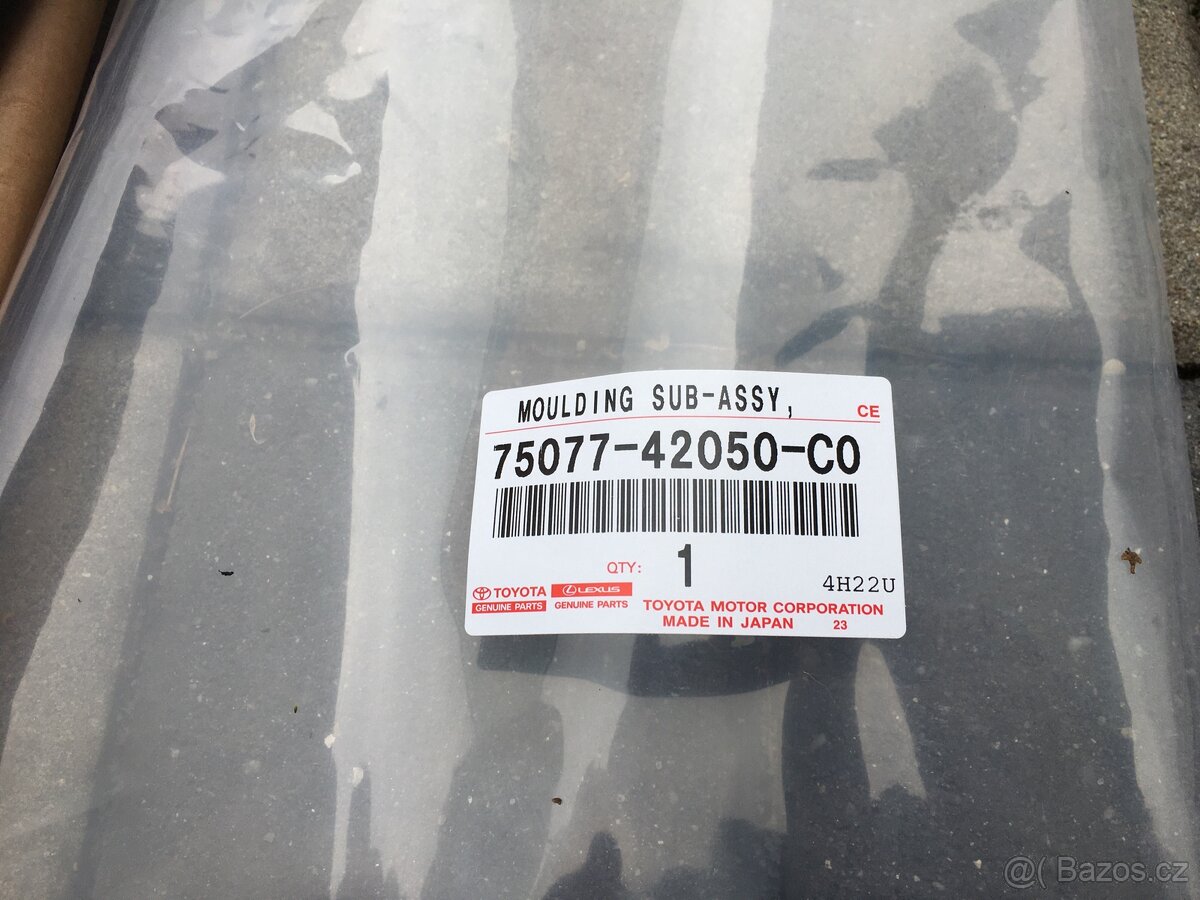 MOULDING SUB-ASSY,
CE
75077-42050-C0
QTY: 1
4H22U
TOYOTA
GENUINE PARTS
LEXUS
GENUINE PARTS
TOYOTA MOTOR CORPORATION
MADE IN JAPAN 23
@( Bazos.cz